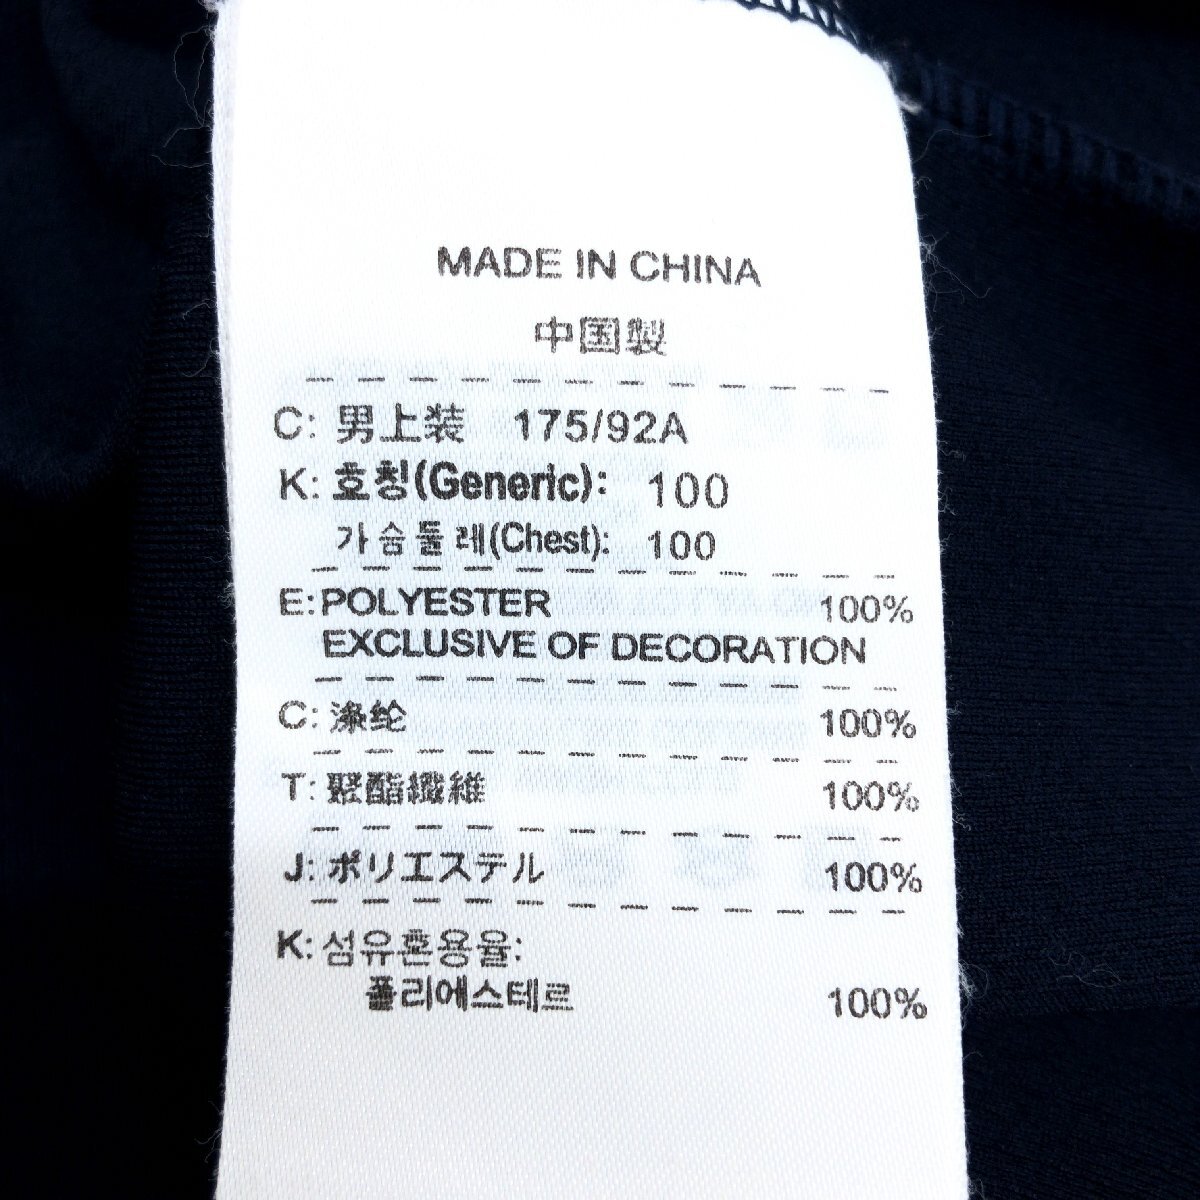 MADE IN CHINA
中国製
C: 男上装 175/92A
K: 호칭(Generic): 100
가슴둘레(Chest): 100
E: POLYESTER 100%
EXCLUSIVE OF DECORATION
C: 涤纶 100%
T: 聚酯纖維 100%
J: ポリエステル 100%
K: 섬유혼용율:
폴리에스테르 100%